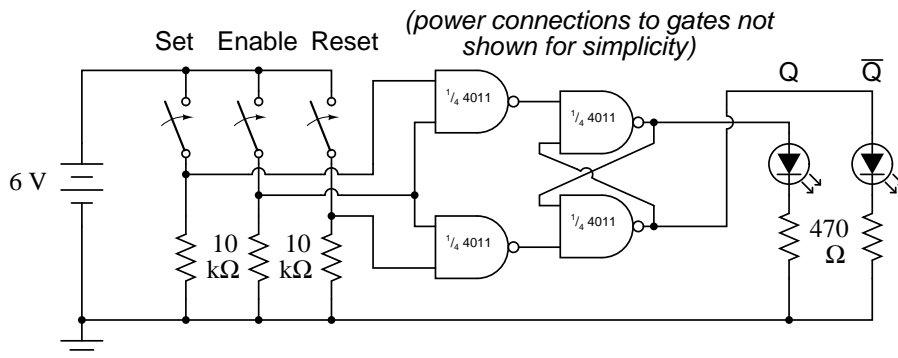 (power connections to gates not
shown for simplicity)
Set Enable Reset
Q Q̅
1/4 4011
1/4 4011
6 V
1/4 4011
1/4 4011
10
kΩ
10
kΩ
470
Ω